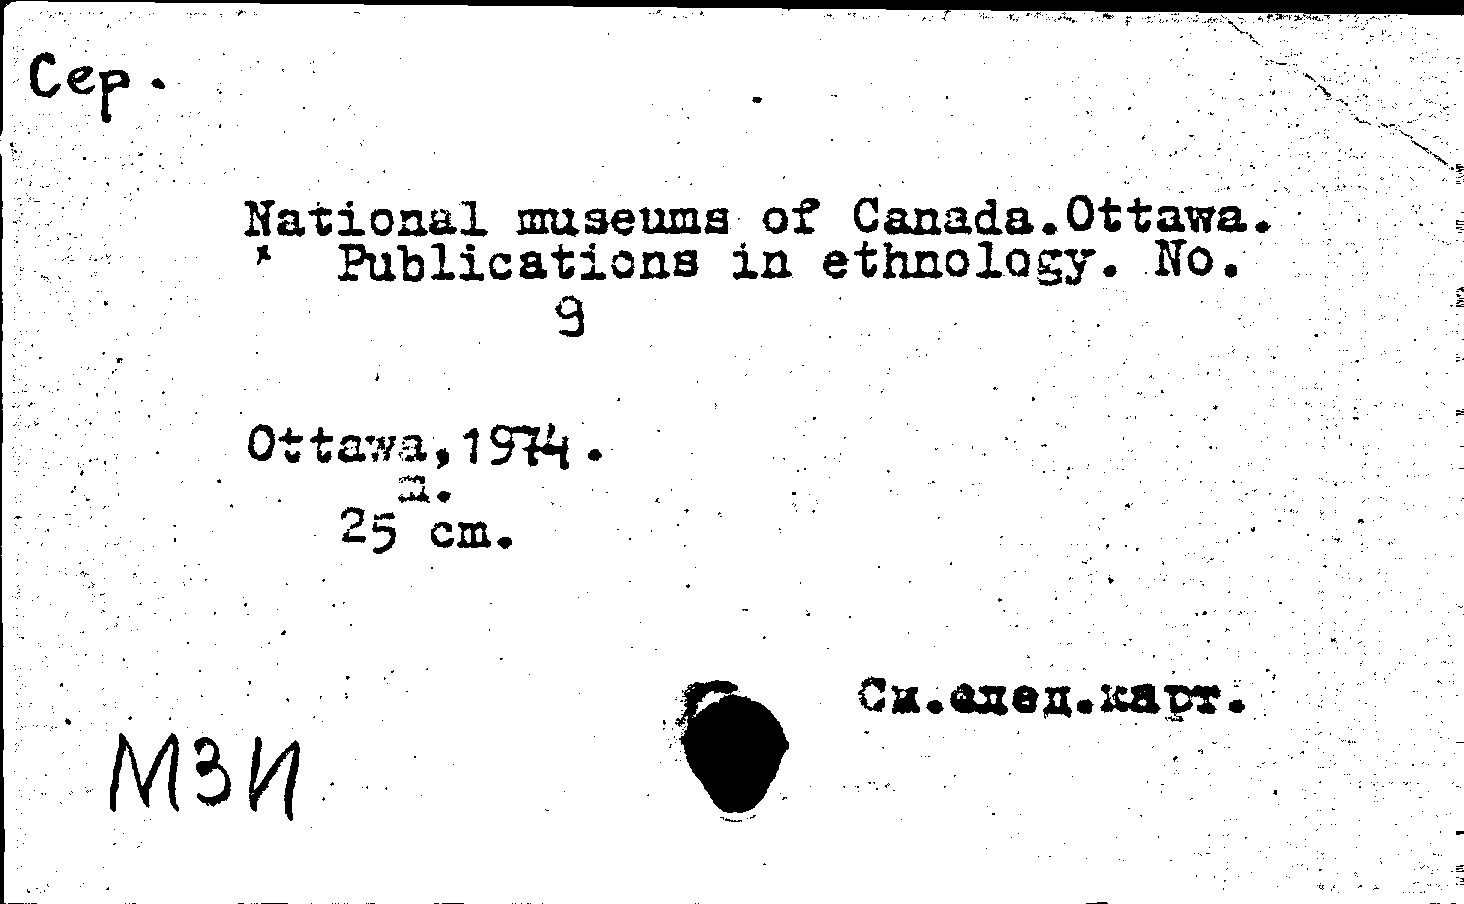 Сер.
National museums of Canada.Ottawa.
Publications in ethnology. No.
9
Ottawa,1974.
25 cm.
См.спец.карт.
МЗИ